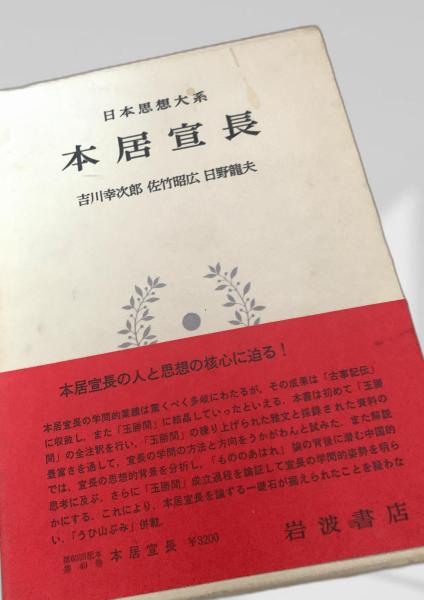 日本思想大系
本居宣長
吉川幸次郎 佐竹昭広 日野龍夫
本居宣長の人と思想の核心に迫る！
本居宣長の学問的業績は驚くべく多岐にわたるが，その成果は「古事記伝」
に収斂し，また「玉勝間」に結晶していったといえる．本書は初めて「玉勝
間」の全注釈を行い，「玉勝間」の練り上げられた雅文と採録された資料の
豊富さを通して，宣長の学問の方法と方向をうかがわんと試みた．また解説
では，宣長の思想的背景を分析し，「もののあはれ」論の背後に潜む中国的
思考に及ぶ．さらに「玉勝間」成立過程を論証して宣長の学問的姿勢を明ら
かにする．これにより，本居宣長を論ずる一礎石が据えられたことを疑わな
い．「うひ山ぶみ」併載．
第60回配本
第40巻 本居宣長 ¥3200
岩波書店